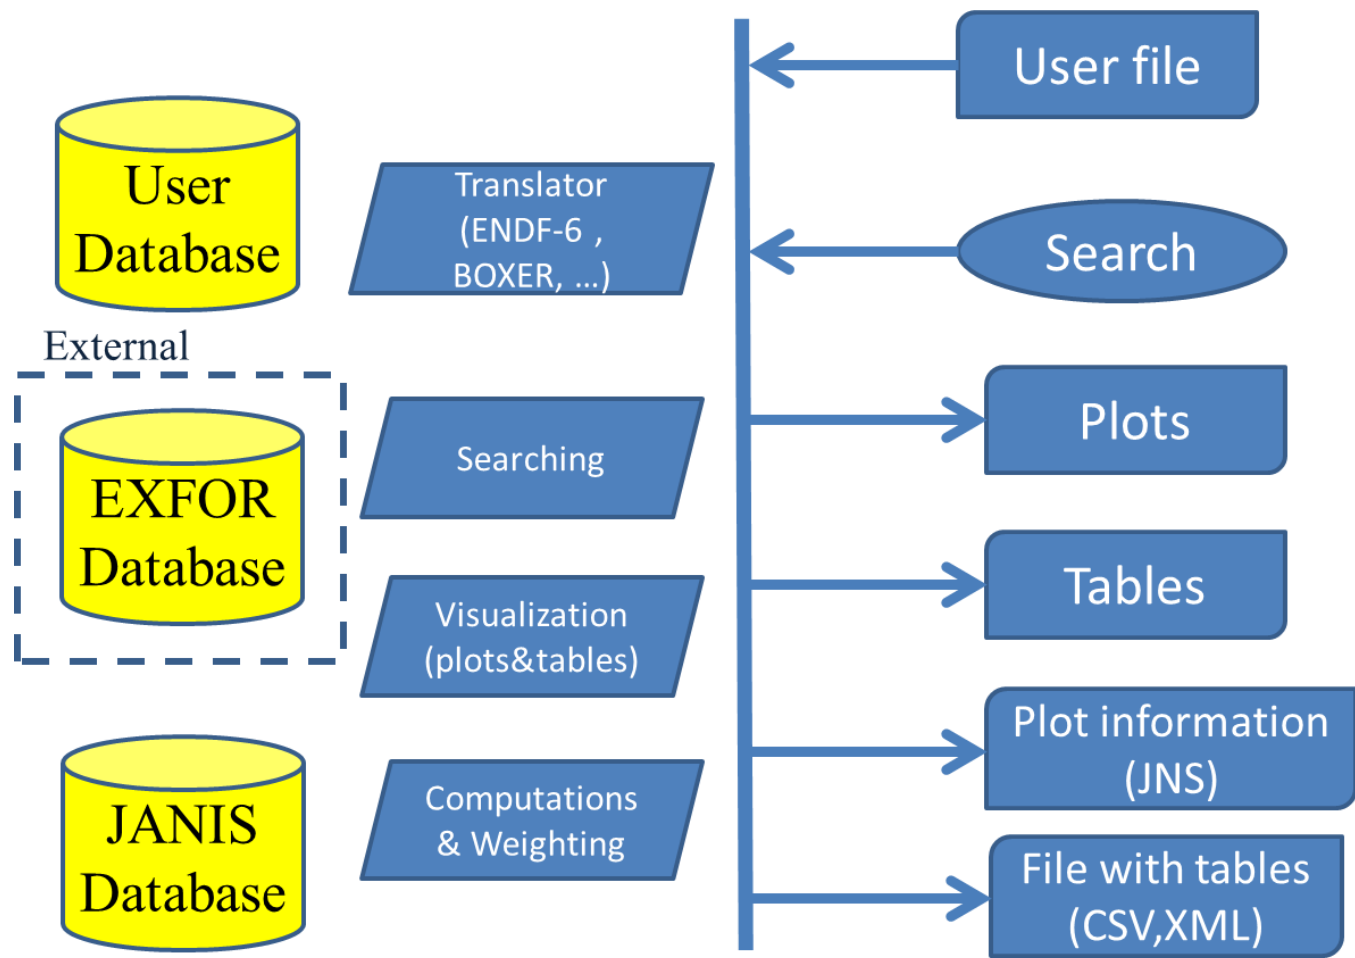 User
Database
External
EXFOR
Database
JANIS
Database
Translator
(ENDF-6 ,
BOXER, ...)
Searching
Visualization
(plots&tables)
Computations
& Weighting
User file
Search
Plots
Tables
Plot information
(JNS)
File with tables
(CSV,XML)